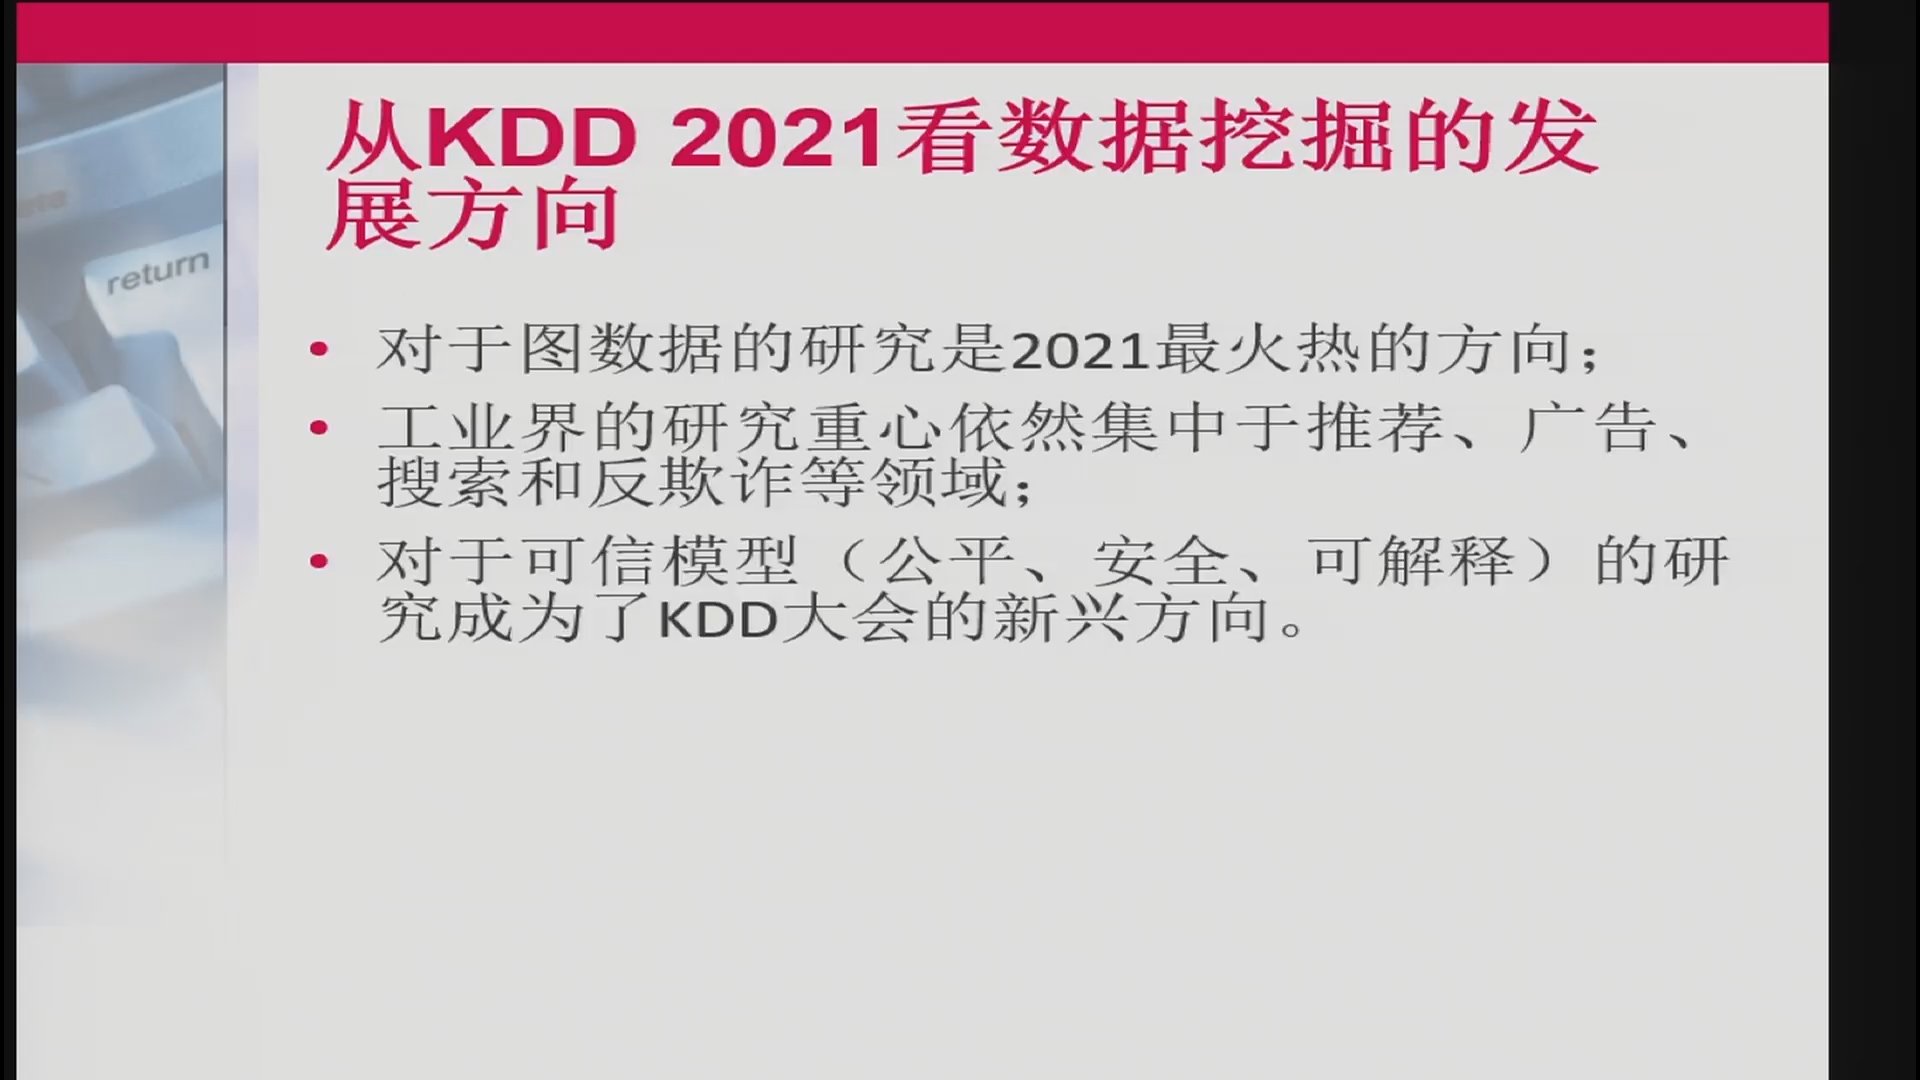 从KDD 2021看数据挖掘的发
展方向
return
对于图数据的研究是2021最火热的方向；
工业界的研究重心依然集中于推荐、广告、
搜索和反欺诈等领域；
对于可信模型（公平、安全、可解释）的研
究成为了KDD大会的新兴方向。